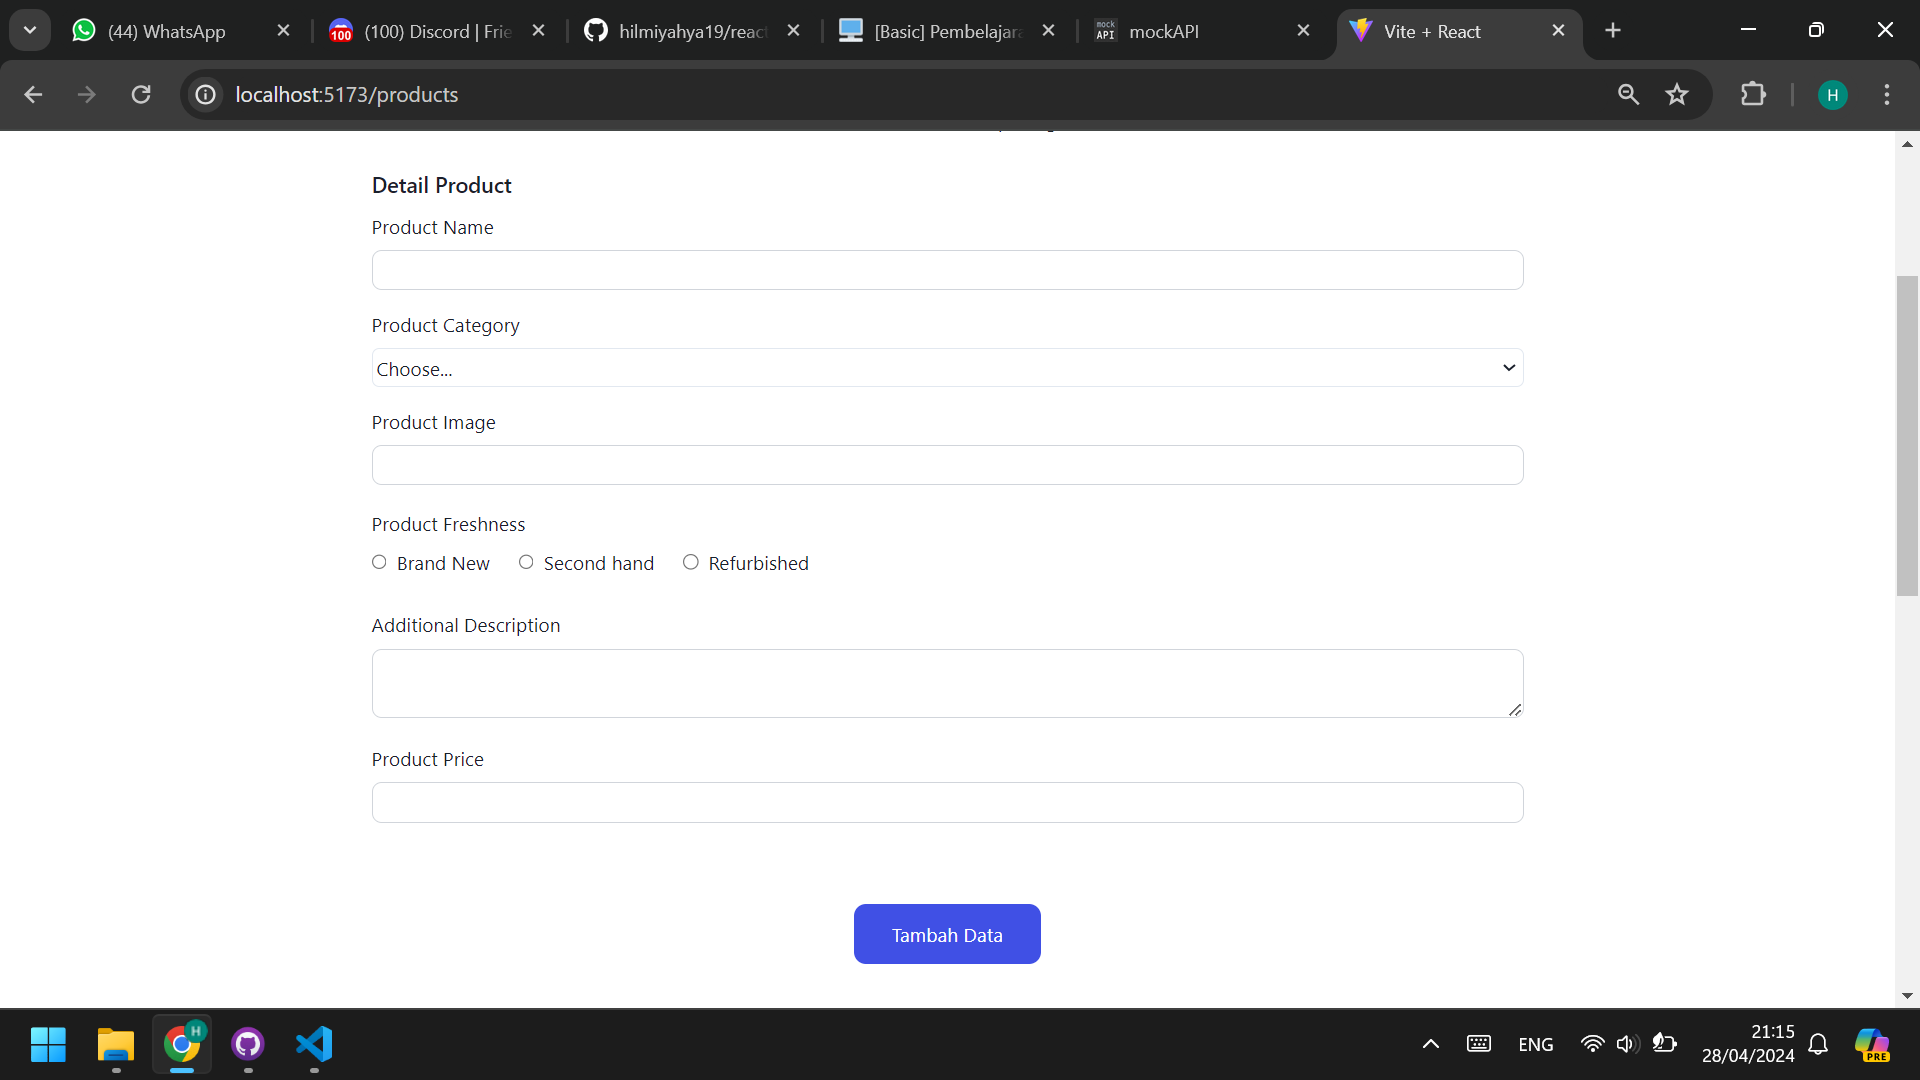 (44) WhatsApp
100
(100) Discord | Frie
hilmiyahya19/react
[Basic] Pembelajara
mock
API
mockAPI
Vite + React
localhost:5173/products
H
Detail Product
Product Name
Product Category
Choose...
Product Image
Product Freshness
Brand New
Second hand
Refurbished
Additional Description
Product Price
Tambah Data
H
ENG
21:15
28/04/2024
PRE